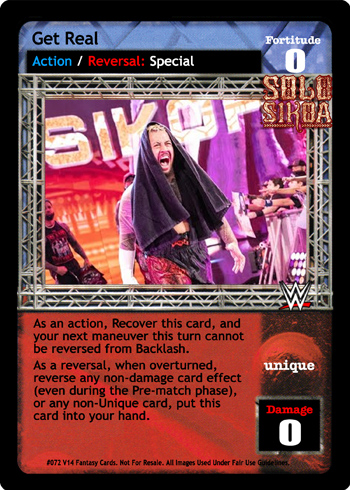 Get Real
Fortitude
0
Action / Reversal: Special
SOLO
SIKOA
SIKOA
W
As an action, Recover this card, and
your next maneuver this turn cannot
be reversed from Backlash.
As a reversal, when overturned,
reverse any non-damage card effect
(even during the Pre-match phase),
or any non-Unique card, put this
card into your hand.
unique
Damage
0
#072 V14 Fantasy Cards. Not For Resale. All Images Used Under Fair Use Guidelines.